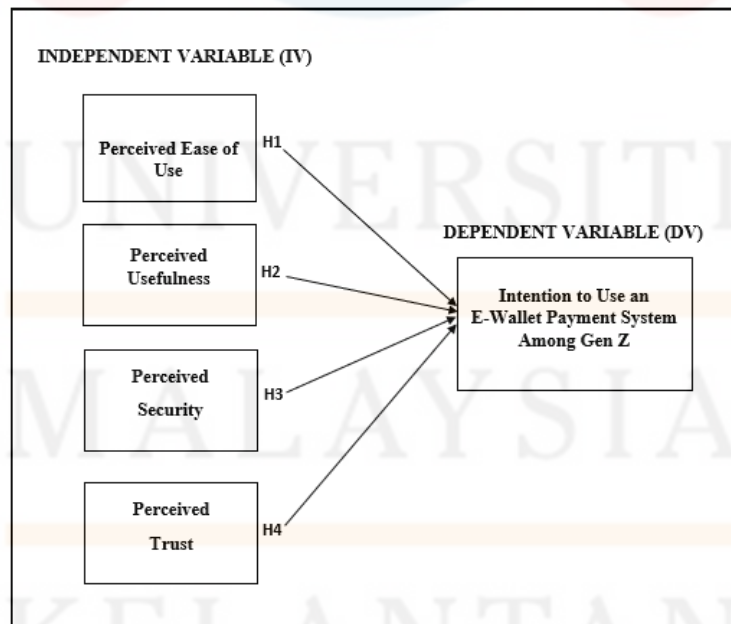 INDEPENDENT VARIABLE (IV)
Perceived Ease of
Use
H1
Perceived
Usefulness
H2
Perceived
Security
H3
Perceived
Trust
H4
DEPENDENT VARIABLE (DV)
Intention to Use an
E-Wallet Payment System
Among Gen Z
UNIVERSITI
MALAYSIA
KELANTAN